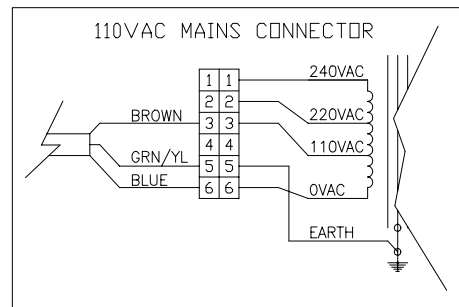 110VAC MAINS CONNECTOR
240VAC
1 1
2 2
220VAC
BROWN
3 3
110VAC
4 4
GRN/YL
5 5
BLUE
6 6
0VAC
EARTH